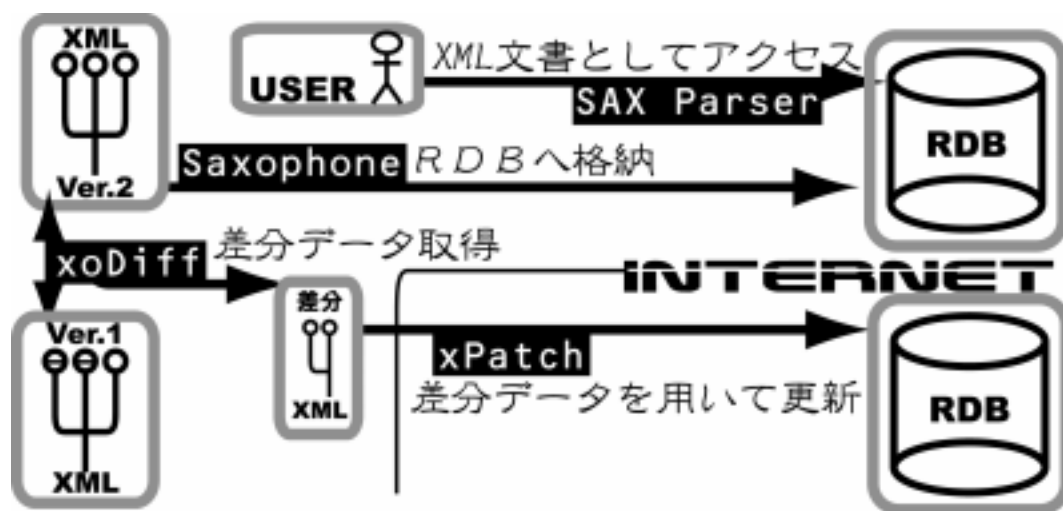 XML
Ver.2
USER
XML文書としてアクセス
SAX Parser
RDB
Saxophone
RDBへ格納
xoDiff
差分データ取得
INTERNET
Ver.1
XML
差分
XML
xPatch
差分データを用いて更新
RDB